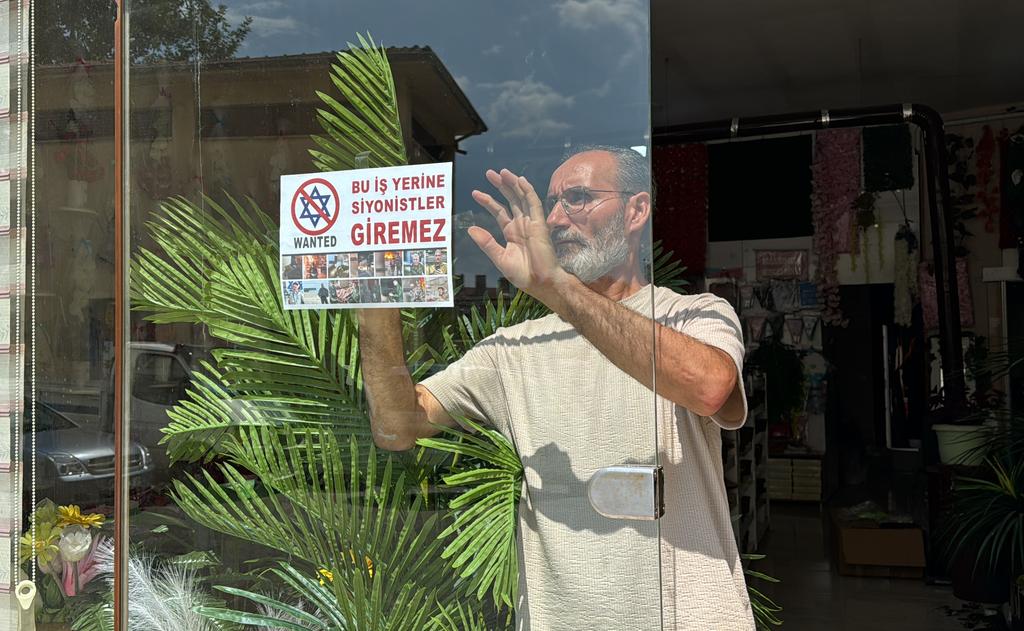 BU İŞ YERİNE
SİYONİSTLER
GİREMEZ
WANTED